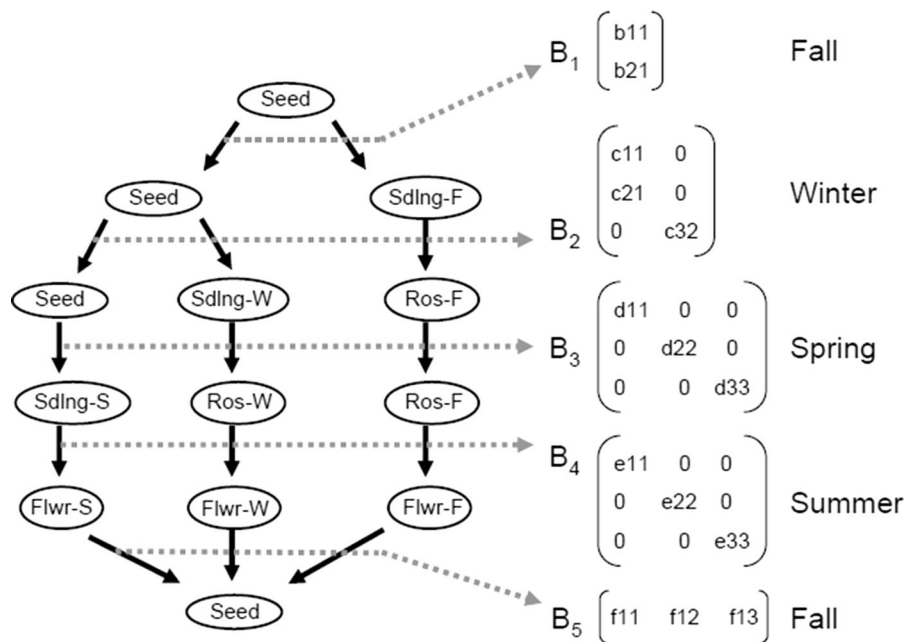 Seed
Seed Sdlng-F
Seed Sdlng-W Ros-F
Sdlng-S Ros-W Ros-F
Flwr-S Flwr-W Flwr-F
Seed
B1 b11 Fall
b21
B2 c11 0 Winter
c21 0
0 c32
B3 d11 0 0 Spring
0 d22 0
0 0 d33
B4 e11 0 0 Summer
0 e22 0
0 0 e33
B5 f11 f12 f13 Fall